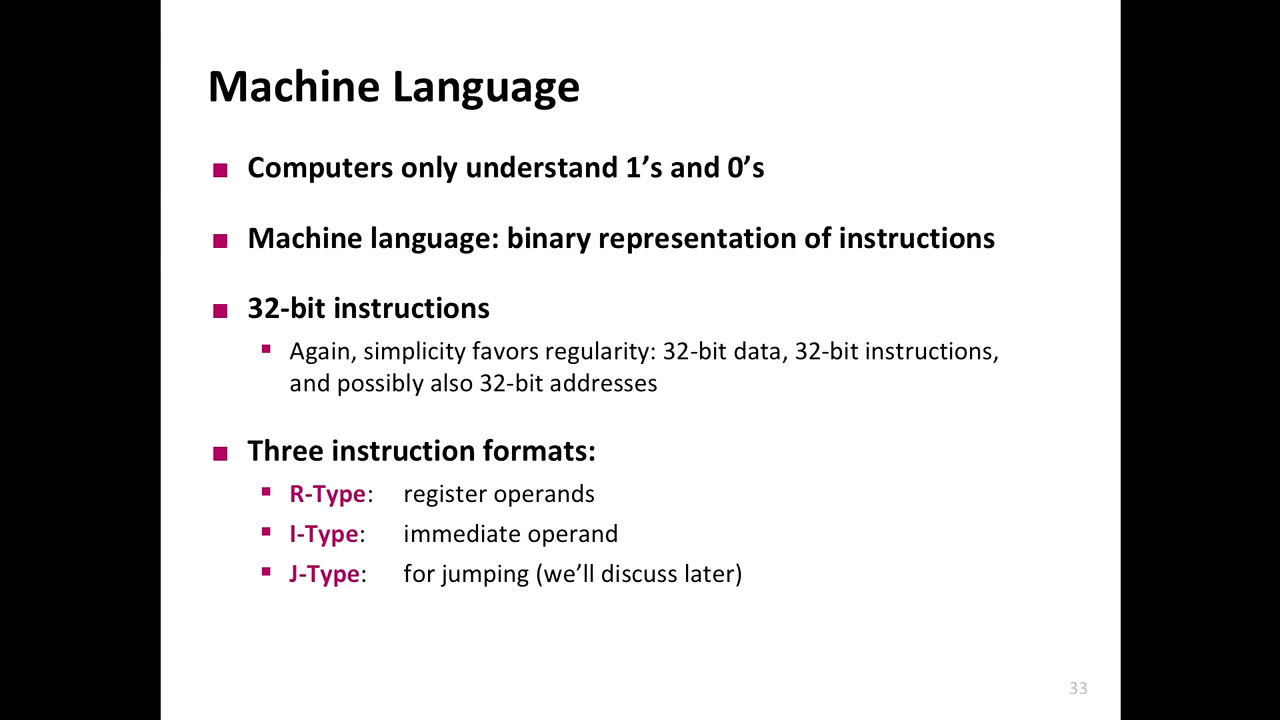 Machine Language
■ Computers only understand 1’s and 0’s
■ Machine language: binary representation of instructions
■ 32-bit instructions
▪ Again, simplicity favors regularity: 32-bit data, 32-bit instructions,
and possibly also 32-bit addresses
■ Three instruction formats:
▪ R-Type: register operands
▪ I-Type: immediate operand
▪ J-Type: for jumping (we’ll discuss later)
33